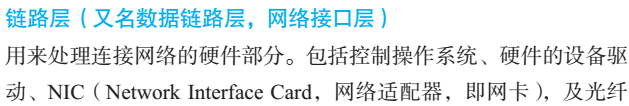 链路层（又名数据链路层，网络接口层）
用来处理连接网络的硬件部分。包括控制操作系统、硬件的设备驱
动、NIC（Network Interface Card，网络适配器，即网卡），及光纤